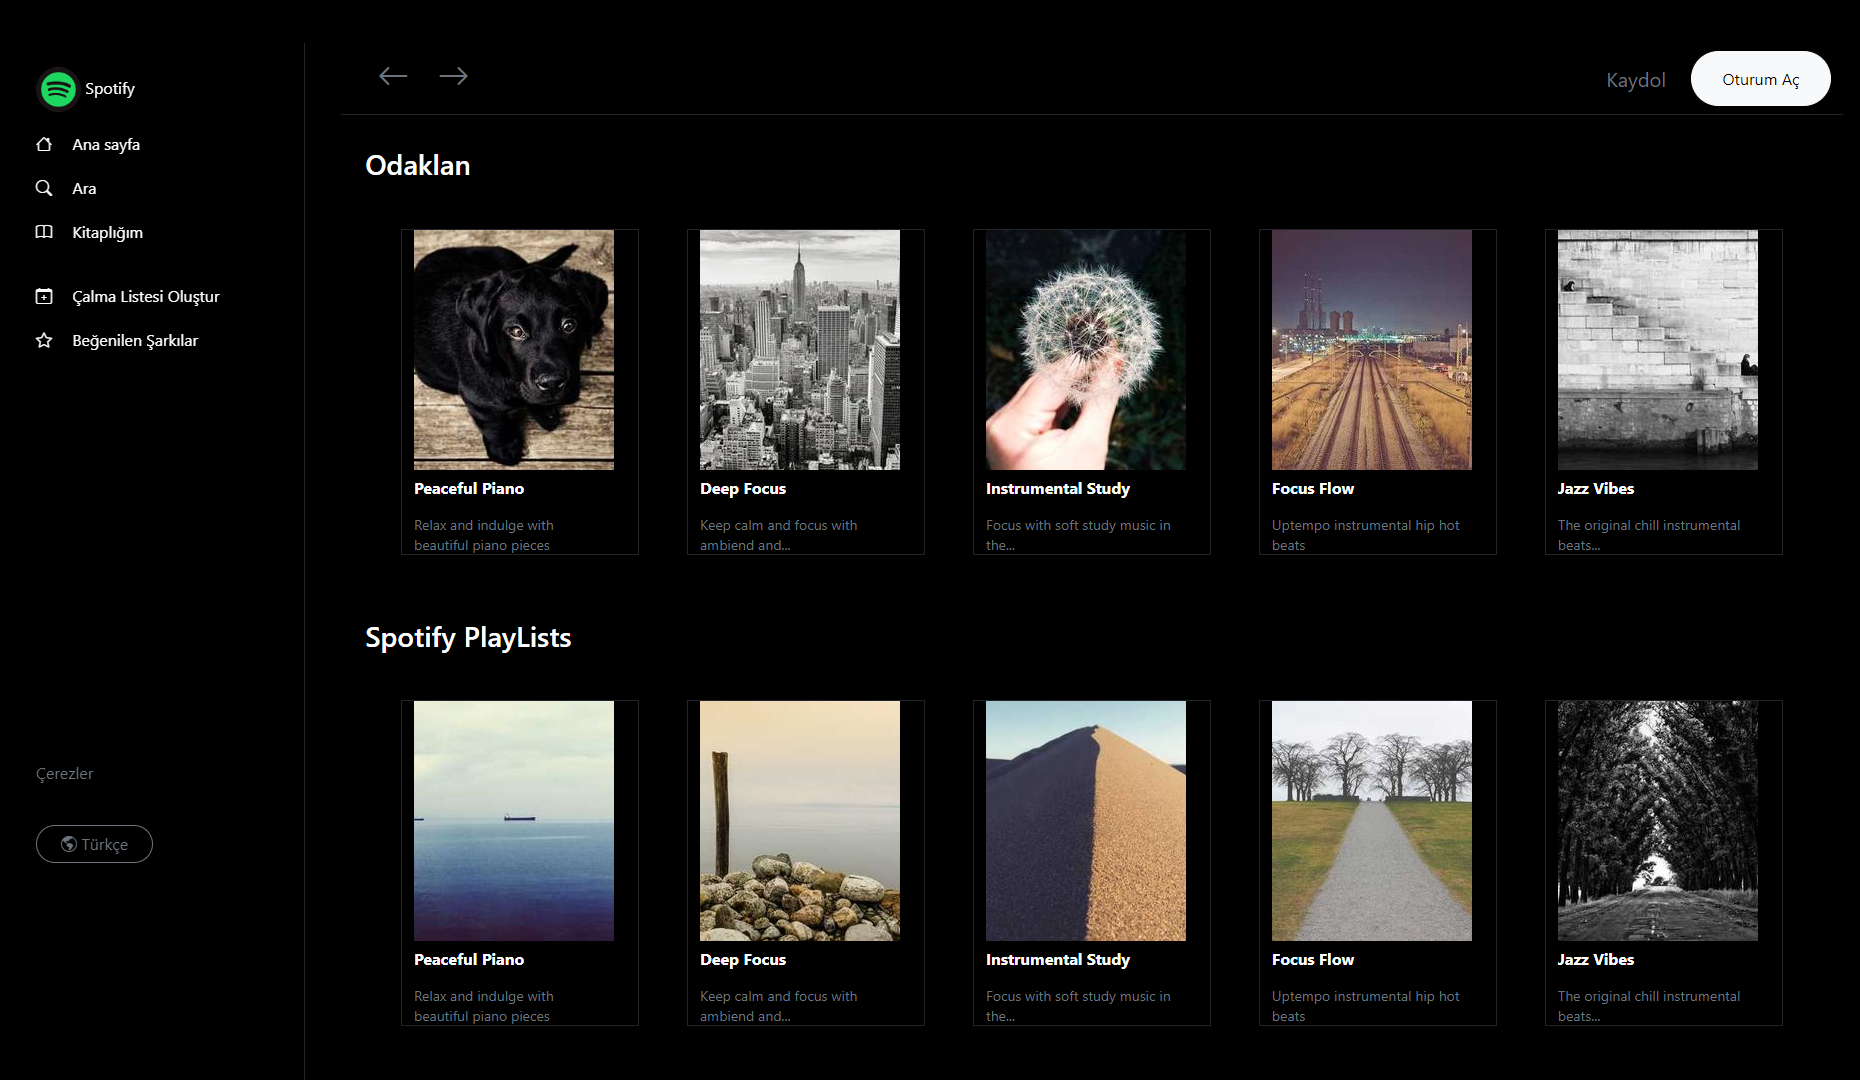 Spotify
Ana sayfa
Ara
Kitaplığım
Çalma Listesi Oluştur
Beğenilen Şarkılar
Çerezler
Türkçe
Kaydol
Oturum Aç
Odaklan
Peaceful Piano
Relax and indulge with
beautiful piano pieces
Deep Focus
Keep calm and focus with
ambiend and...
Instrumental Study
Focus with soft study music in
the...
Focus Flow
Uptempo instrumental hip hot
beats
Jazz Vibes
The original chill instrumental
beats...
Spotify PlayLists
Peaceful Piano
Relax and indulge with
beautiful piano pieces
Deep Focus
Keep calm and focus with
ambiend and...
Instrumental Study
Focus with soft study music in
the...
Focus Flow
Uptempo instrumental hip hot
beats
Jazz Vibes
The original chill instrumental
beats...